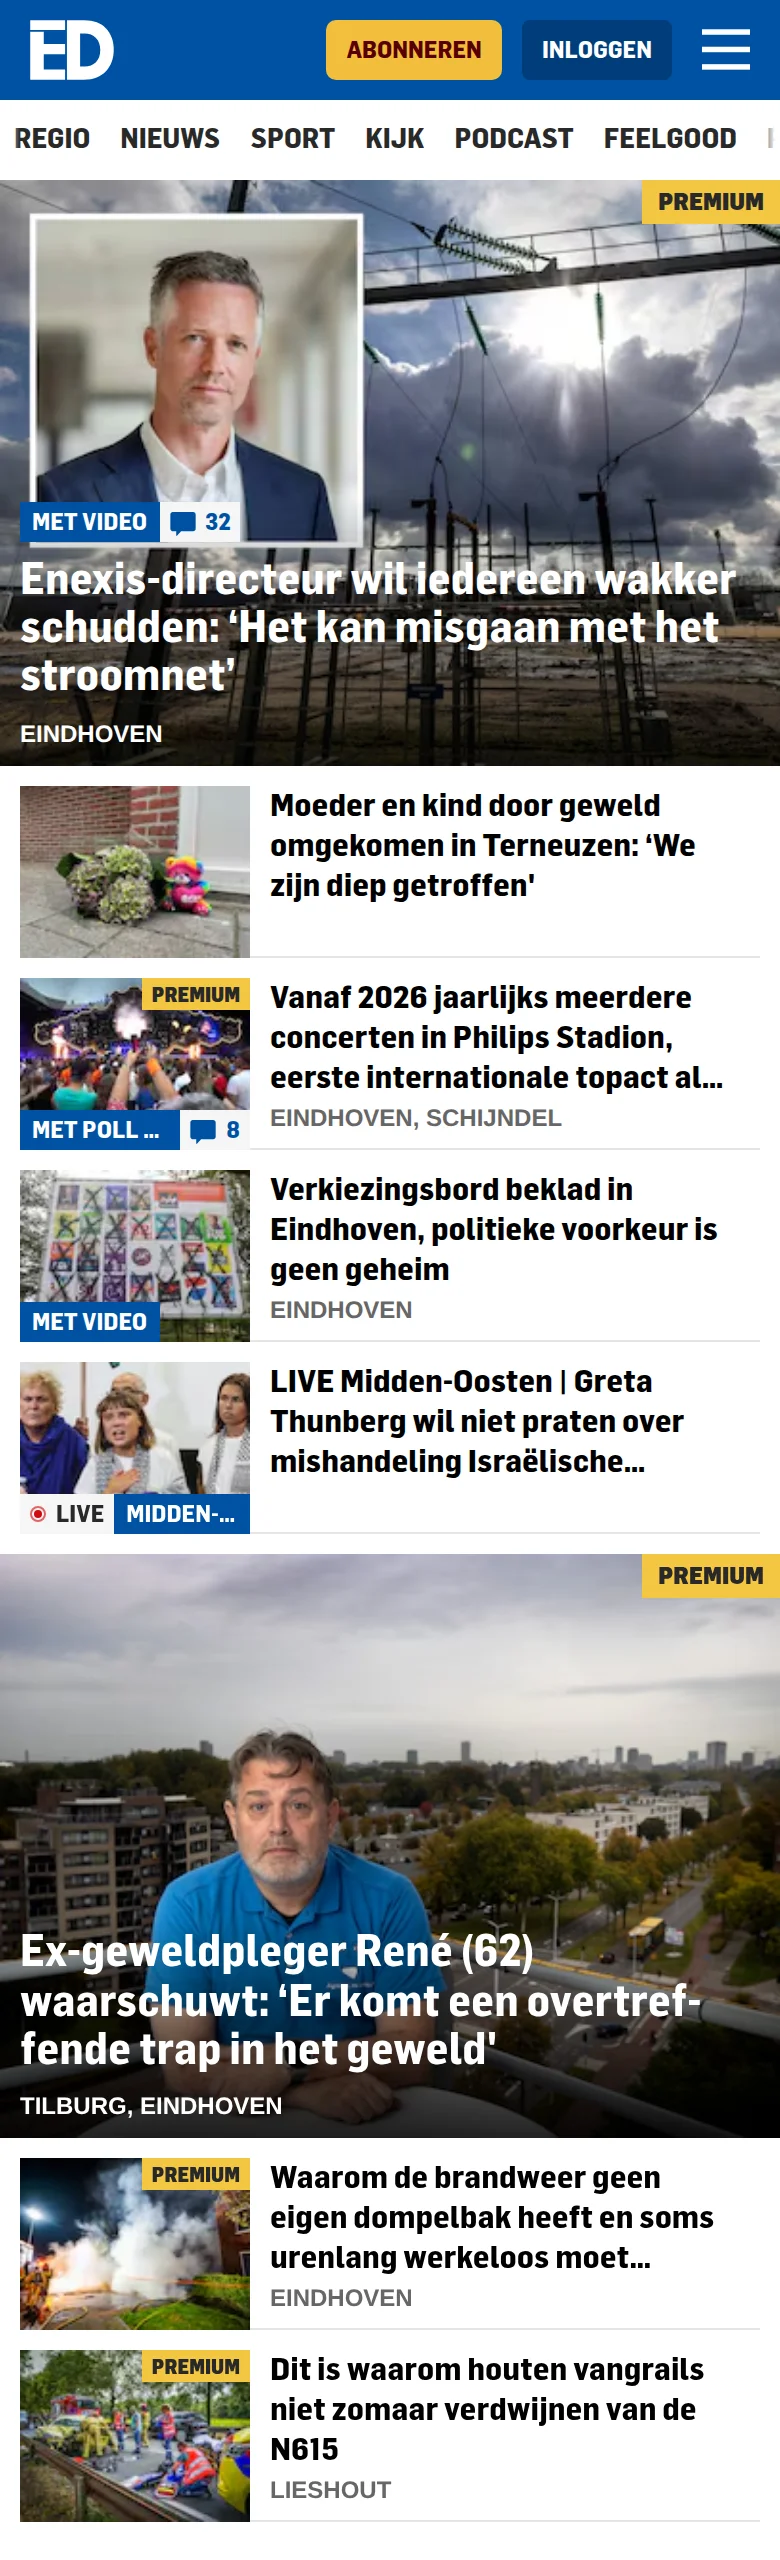 ED
ABONNEREN
INLOGGEN
REGIO NIEUWS SPORT KIJK PODCAST FEELGOOD
PREMIUM
MET VIDEO 32
Enexis-directeur wil iedereen wakker
schudden: ‘Het kan misgaan met het
stroomnet’
EINDHOVEN
Moeder en kind door geweld
omgekomen in Terneuzen: ‘We
zijn diep getroffen'
PREMIUM
MET POLL ... 8
Vanaf 2026 jaarlijks meerdere
concerten in Philips Stadion,
eerste internationale topact al...
EINDHOVEN, SCHIJNDEL
MET VIDEO
Verkiezingsbord beklad in
Eindhoven, politieke voorkeur is
geen geheim
EINDHOVEN
LIVE MIDDEN-...
LIVE Midden-Oosten | Greta
Thunberg wil niet praten over
mishandeling Israëlische...
PREMIUM
Ex-geweldpleger René (62)
waarschuwt: ‘Er komt een overtref-
fende trap in het geweld'
TILBURG, EINDHOVEN
PREMIUM
Waarom de brandweer geen
eigen dompelbak heeft en soms
urenlang werkeloos moet...
EINDHOVEN
PREMIUM
Dit is waarom houten vangrails
niet zomaar verdwijnen van de
N615
LIESHOUT